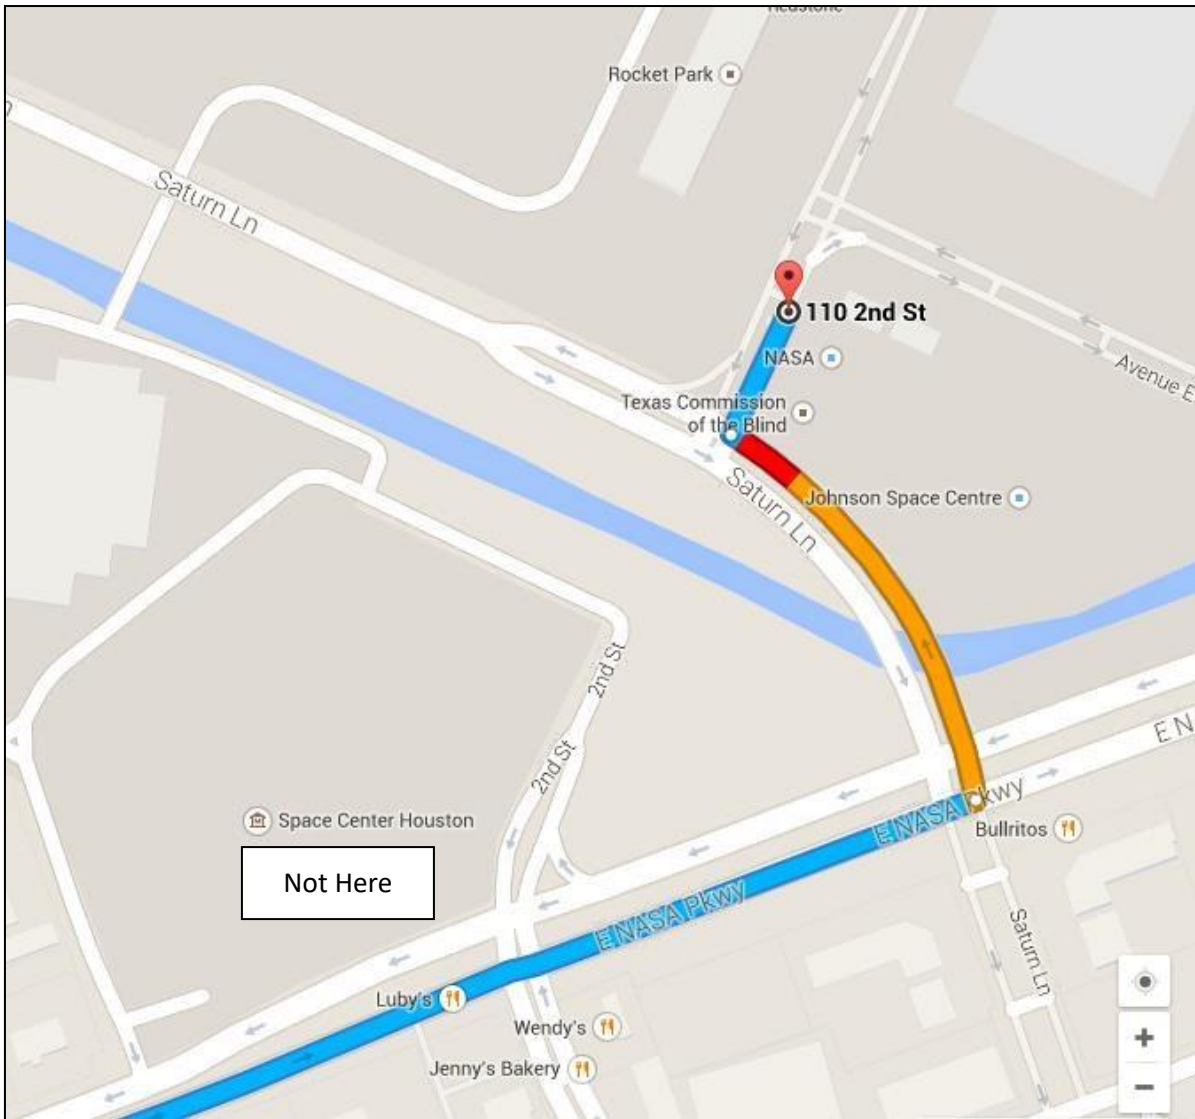 Redstone
Rocket Park
Saturn Ln
110 2nd St
NASA
Avenue E
Texas Commission
of the Blind
Saturn Ln
Johnson Space Centre
2nd St
2nd St
E N
E NASA Pkwy
Space Center Houston
Bullritos
Not Here
E NASA Pkwy
Saturn Ln
Luby's
Wendy's
Jenny's Bakery
+
−